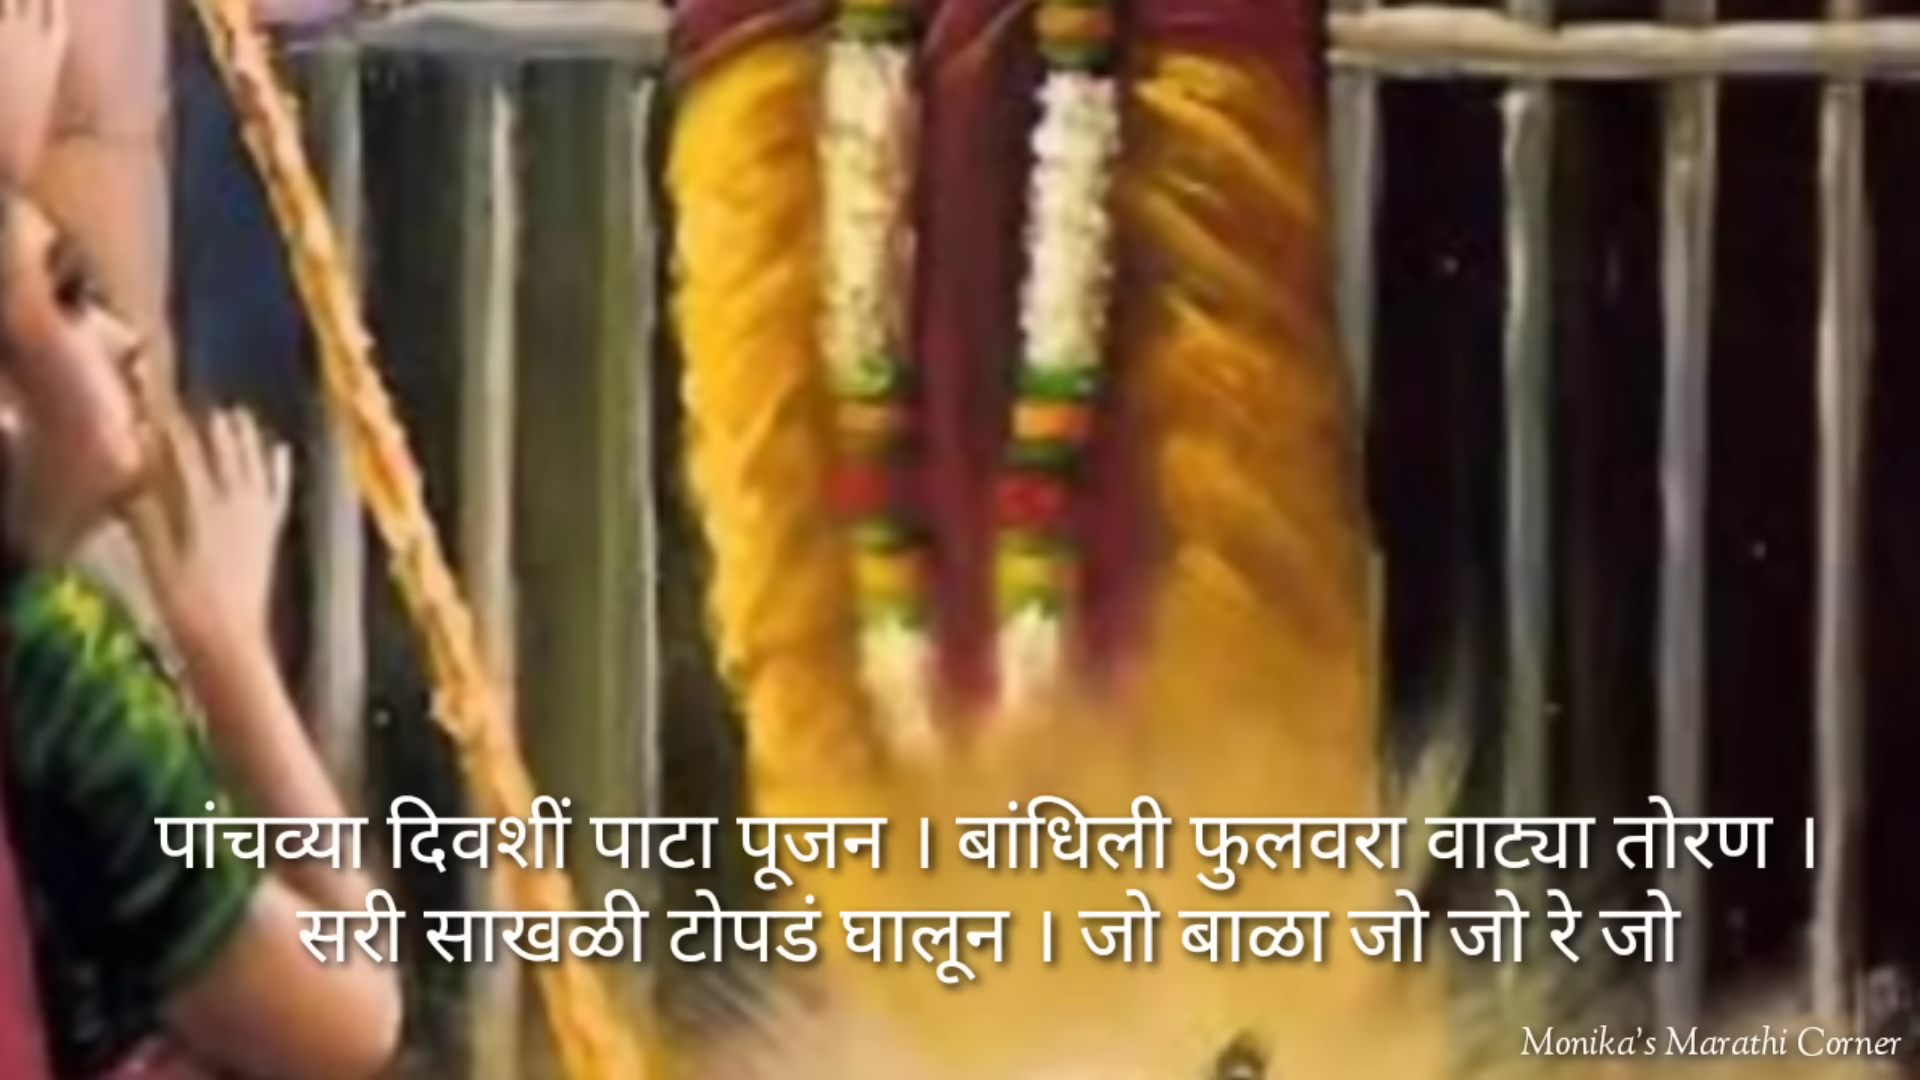 पांचव्या दिवशीं पाटा पूजन । बांधिली फुलवरा वाट्या तोरण ।
सरी साखळी टोपडं घालून । जो बाळा जो जो रे जो
Monika's Marathi Corner